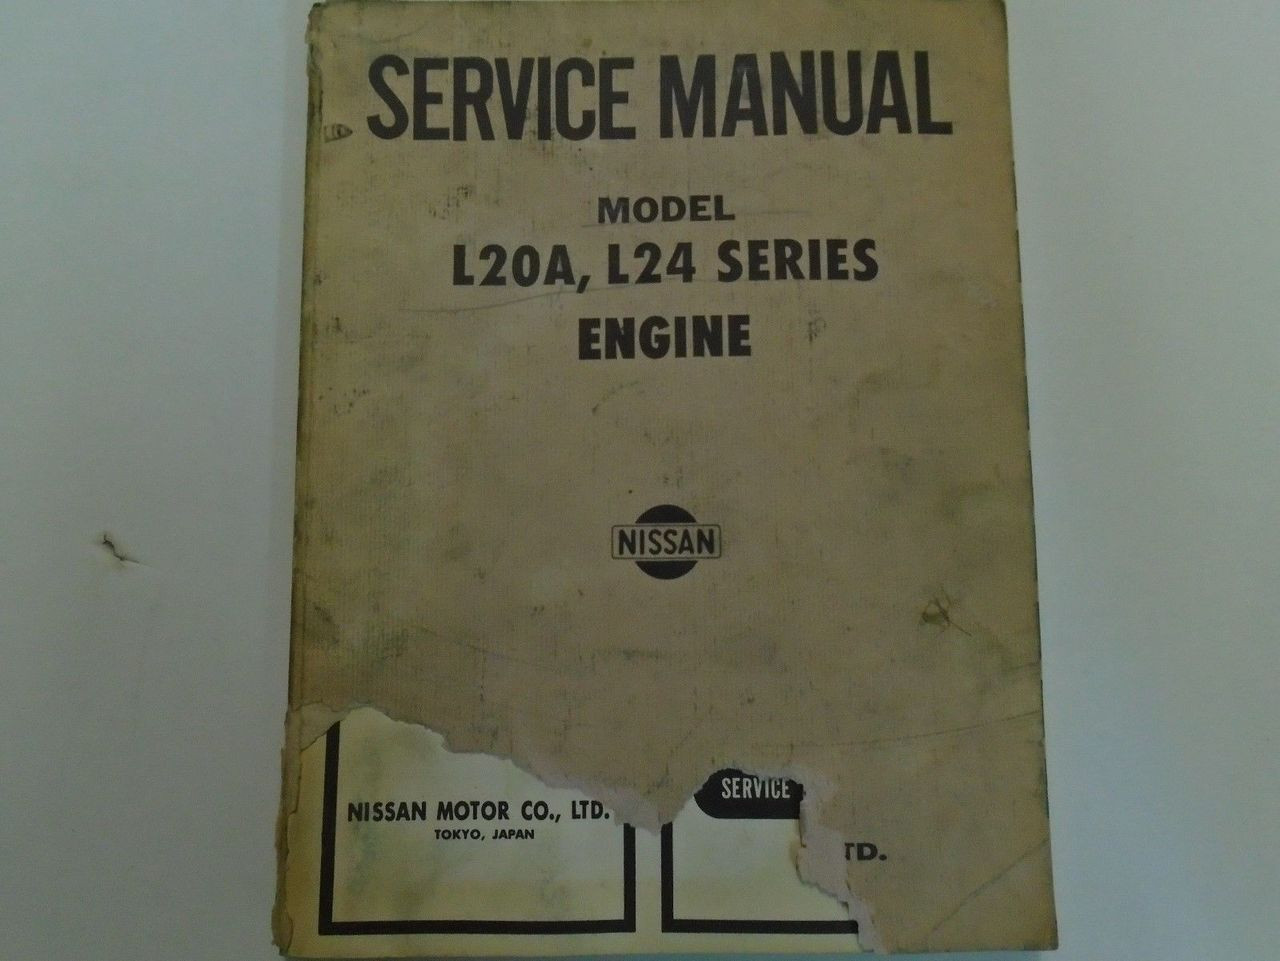 SERVICE MANUAL
MODEL
L20A, L24 SERIES
ENGINE
NISSAN
NISSAN MOTOR CO., LTD.
TOKYO, JAPAN
SERVICE
TD.